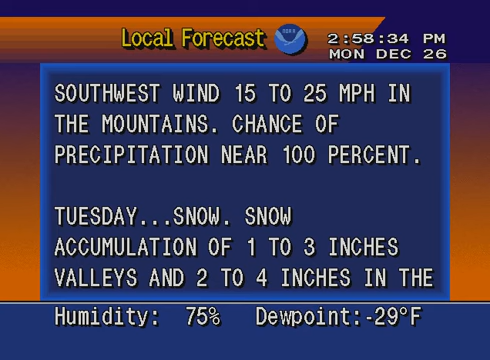 Local Forecast
2:58:34 PM
MON DEC 26
SOUTHWEST WIND 15 TO 25 MPH IN
THE MOUNTAINS. CHANCE OF
PRECIPITATION NEAR 100 PERCENT.
TUESDAY...SNOW. SNOW
ACCUMULATION OF 1 TO 3 INCHES
VALLEYS AND 2 TO 4 INCHES IN THE
Humidity: 75% Dewpoint:-29°F